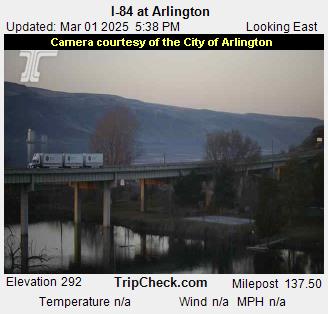 I-84 at Arlington
Updated: Mar 01 2025 5:38 PM Looking East
Camera courtesy of the City of Arlington
Elevation 292 TripCheck.com Milepost 137.50
Temperature n/a Wind n/a MPH n/a